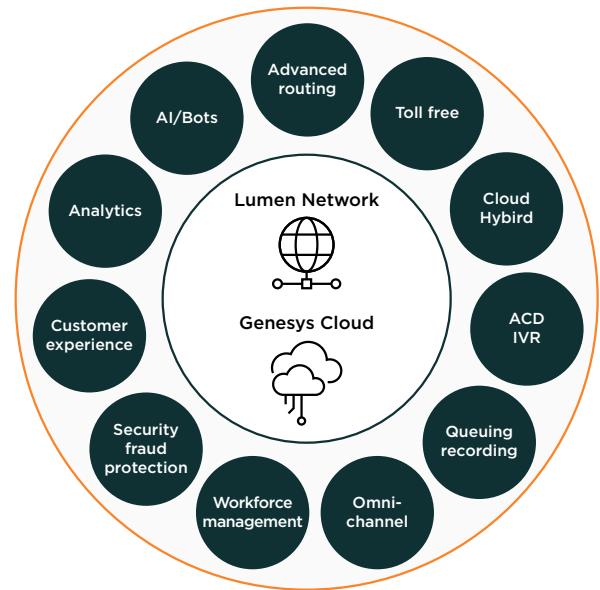 Advanced
routing
Toll free
Cloud
Hybird
ACD
IVR
Queuing
recording
Omni-
channel
Workforce
management
Security
fraud
protection
Customer
experience
Analytics
AI/Bots
Lumen Network
Genesys Cloud